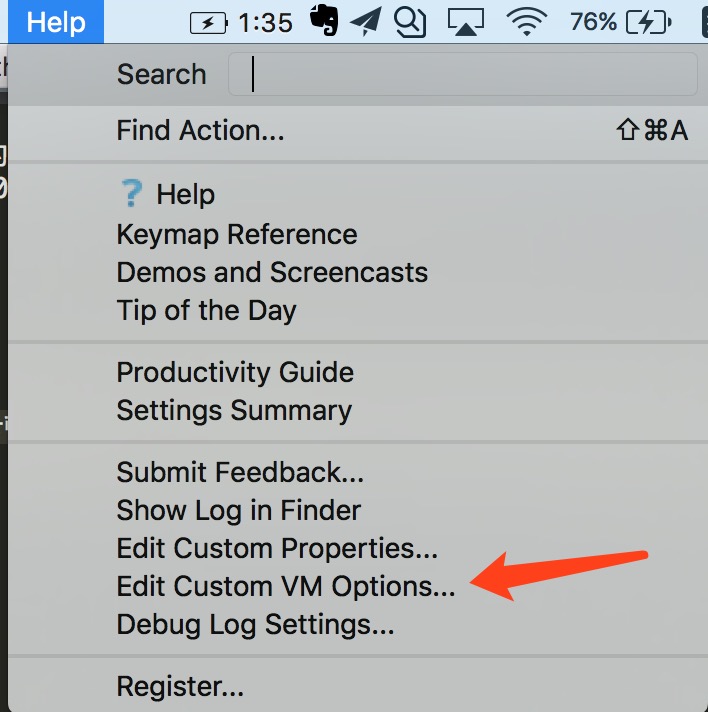 Help 1:35 76%
Search
Find Action... ⇧⌘A
? Help
Keymap Reference
Demos and Screencasts
Tip of the Day
Productivity Guide
Settings Summary
Submit Feedback...
Show Log in Finder
Edit Custom Properties...
Edit Custom VM Options...
Debug Log Settings...
Register...